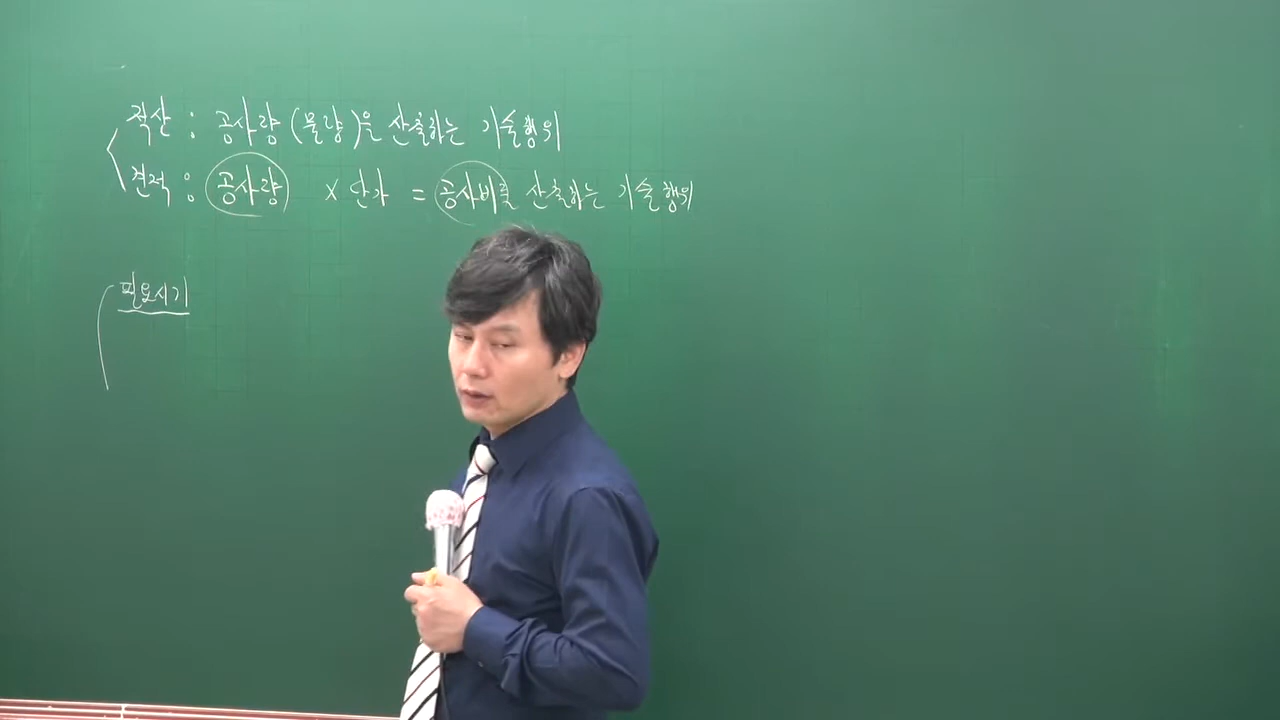 적산 : 공사량 (물량)을 산출하는 기술행위
견적 : 공사량 × 단가 = 공사비를 산출하는 기술행위
필요시기